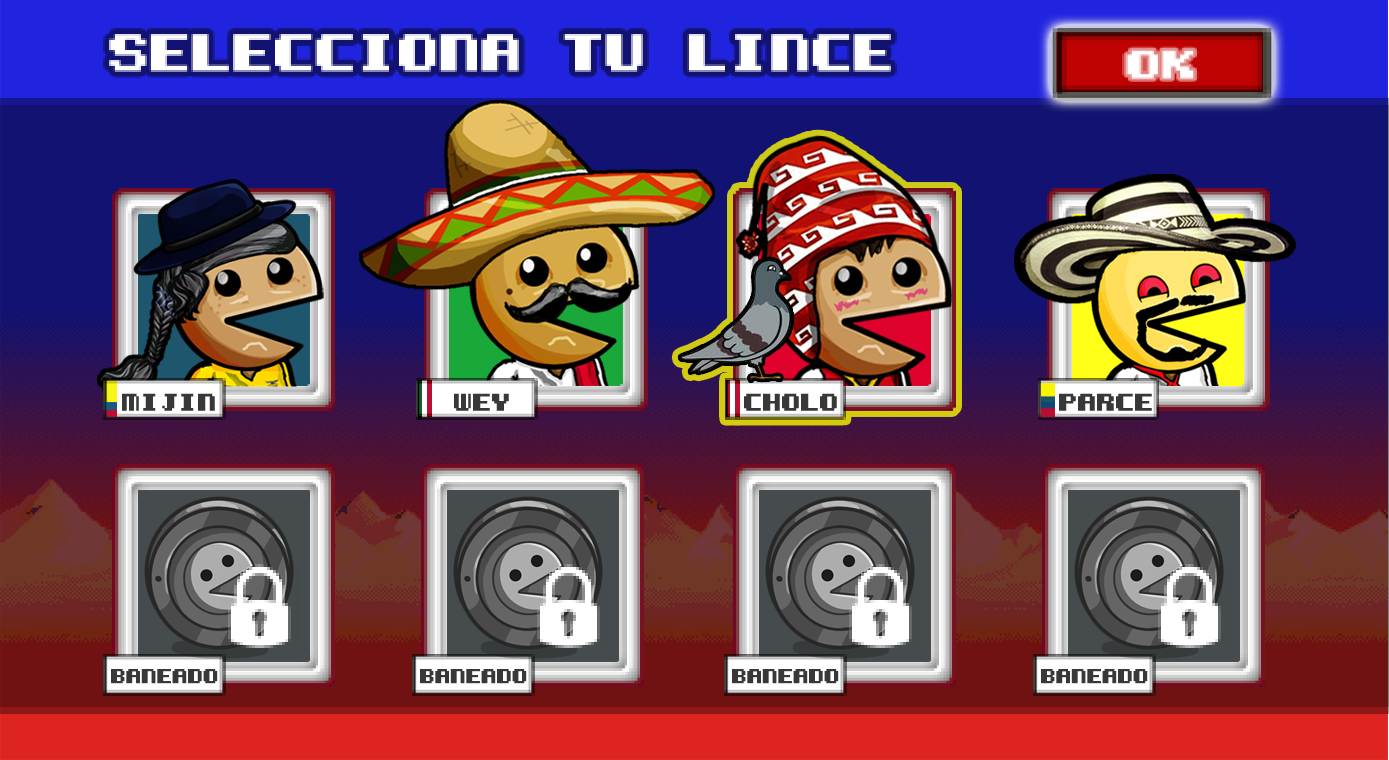 SELECCIONA TU LINCE
OK
MIJIN
WEY
CHOLO
PARCE
BANEADO
BANEADO
BANEADO
BANEADO